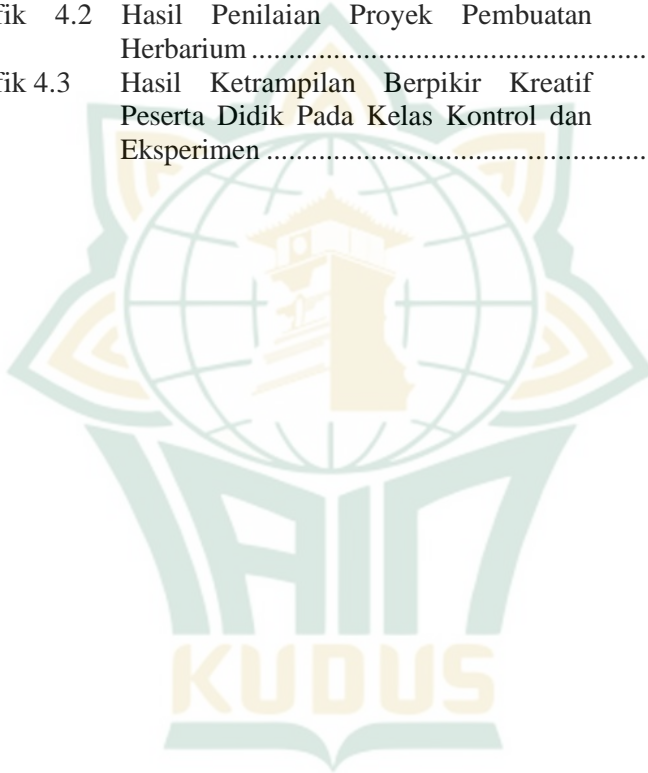 fik 4.2 Hasil Penilaian Proyek Pembuatan
Herbarium ....................................................
fik 4.3 Hasil Ketrampilan Berpikir Kreatif
Peserta Didik Pada Kelas Kontrol dan
Eksperimen ..................................................
IAIN
KUDUS